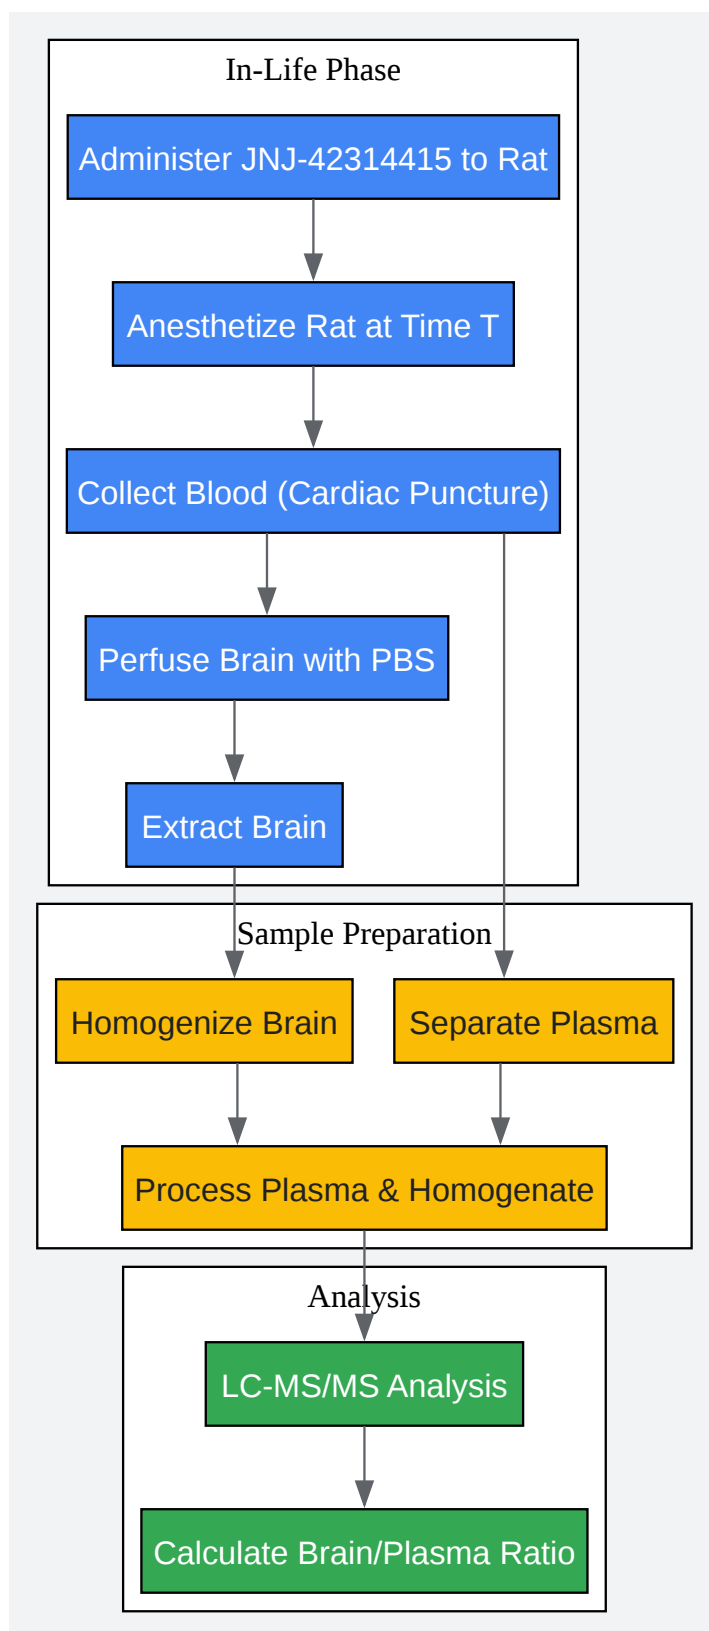 In-Life Phase
Administer JNJ-42314415 to Rat
Anesthetize Rat at Time T
Collect Blood (Cardiac Puncture)
Perfuse Brain with PBS
Extract Brain
Sample Preparation
Homogenize Brain
Separate Plasma
Process Plasma & Homogenate
Analysis
LC-MS/MS Analysis
Calculate Brain/Plasma Ratio